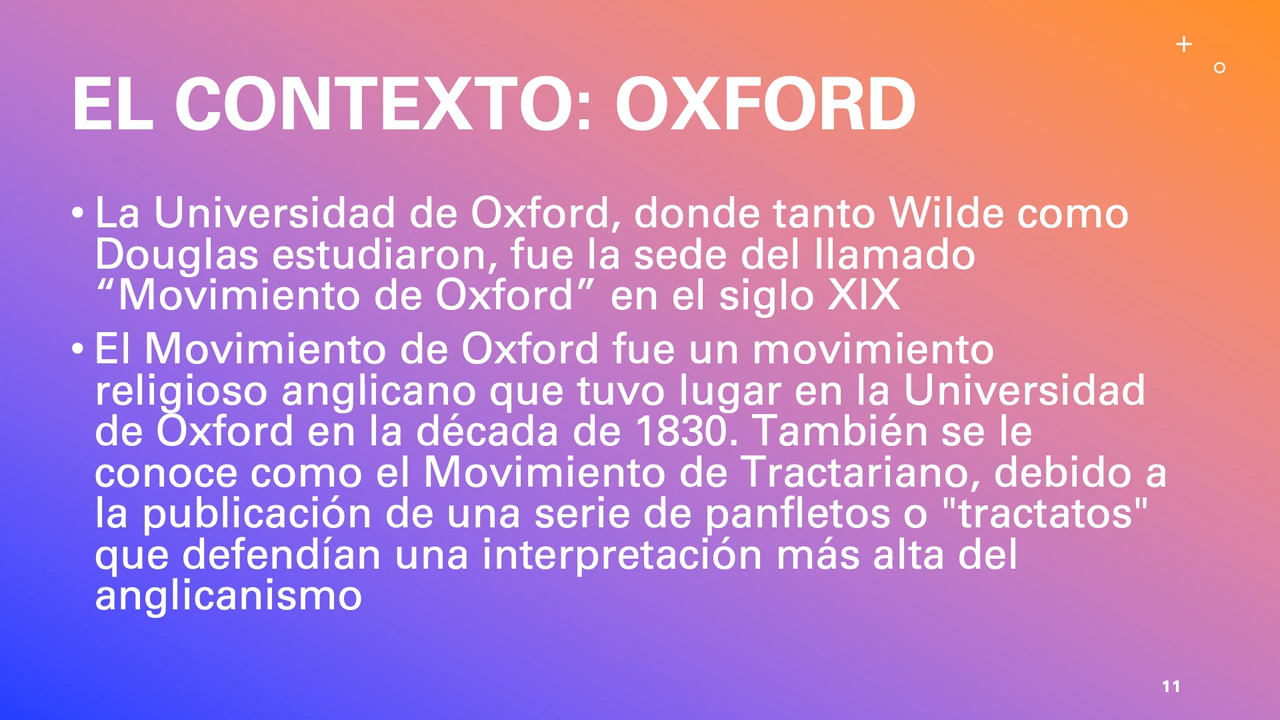 EL CONTEXTO: OXFORD
• La Universidad de Oxford, donde tanto Wilde como
Douglas estudiaron, fue la sede del llamado
“Movimiento de Oxford” en el siglo XIX
• El Movimiento de Oxford fue un movimiento
religioso anglicano que tuvo lugar en la Universidad
de Oxford en la década de 1830. También se le
conoce como el Movimiento de Tractariano, debido a
la publicación de una serie de panfletos o "tractatos"
que defendían una interpretación más alta del
anglicanismo
11